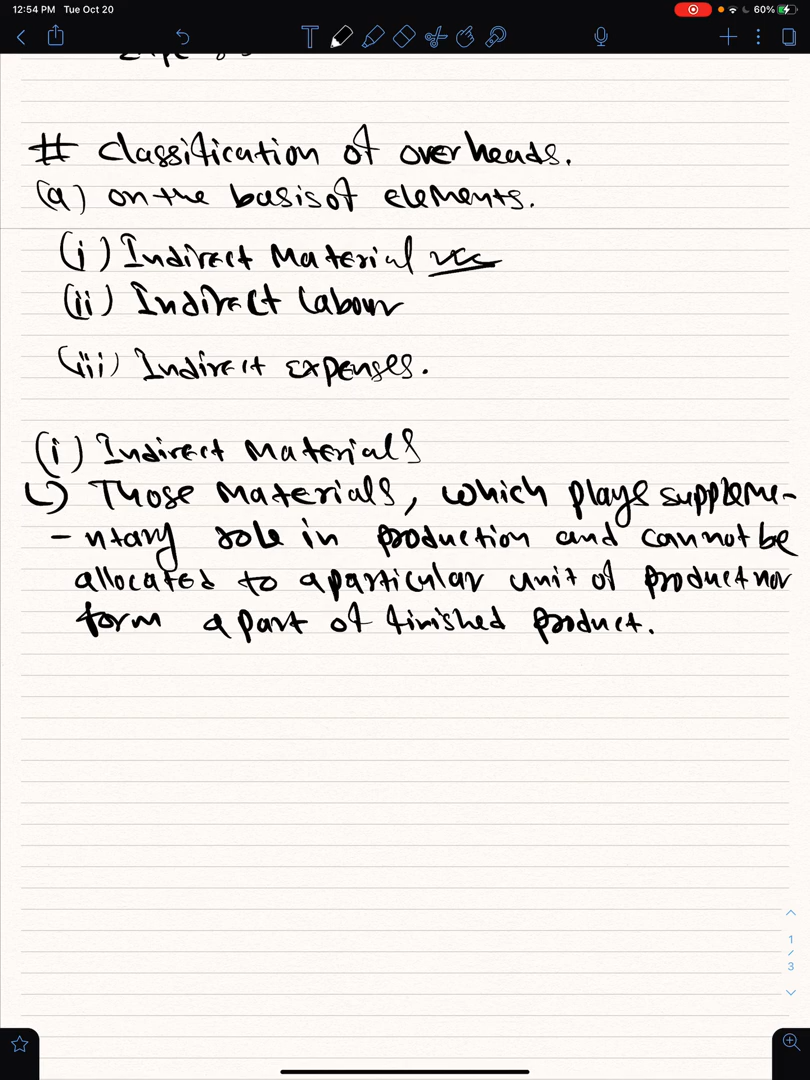 12:54 PM Tue Oct 20
60%
# Classification of overheads.
(a) on the basis of elements.
(i) Indirect Material
(ii) Indirect Labour
(iii) Indirect expenses.
(i) Indirect Materials
↳ Those Materials, which plays suppleme-
-ntary role in production and cannot be
allocated to a particular unit of product nor
form a part of finished product.
1
/
3